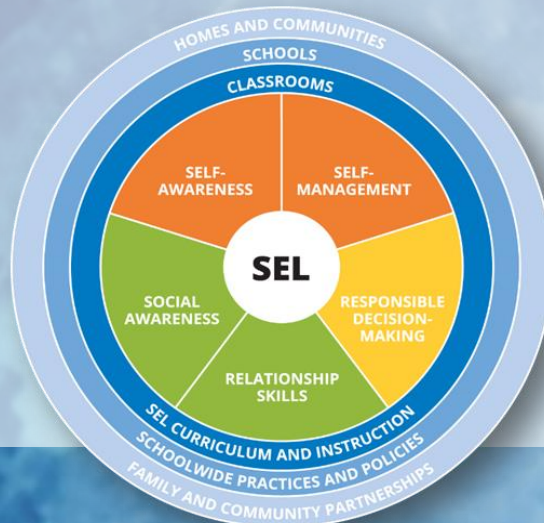 HOMES AND COMMUNITIES
SCHOOLS
CLASSROOMS
SELF-
AWARENESS
SELF-
MANAGEMENT
SEL
SOCIAL
AWARENESS
RESPONSIBLE
DECISION-
MAKING
RELATIONSHIP
SKILLS
SEL CURRICULUM AND INSTRUCTION
SCHOOLWIDE PRACTICES AND POLICIES
FAMILY AND COMMUNITY PARTNERSHIPS